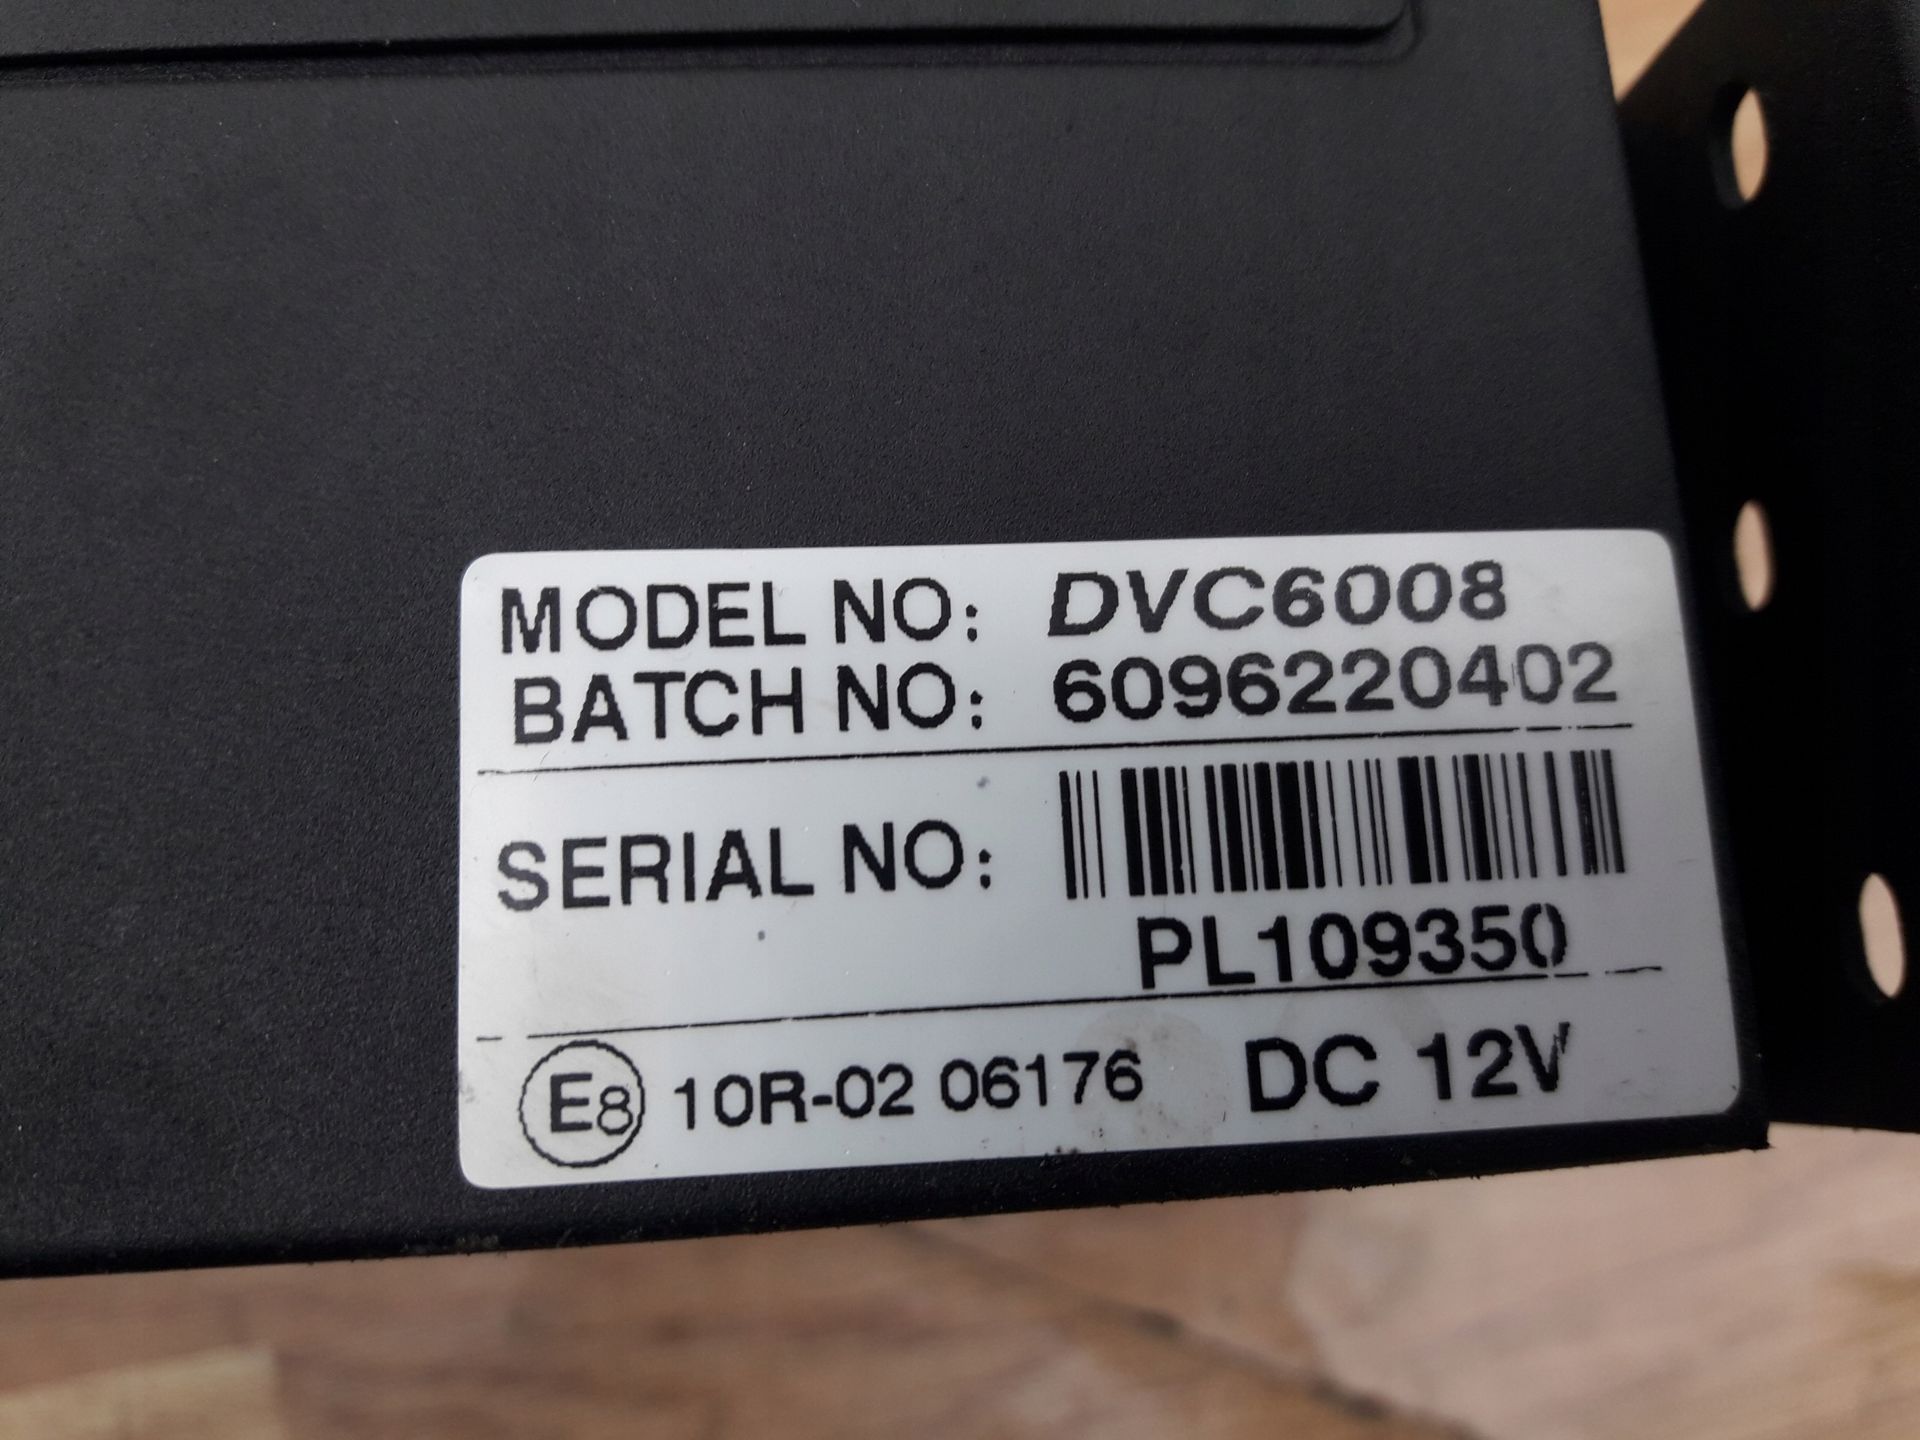 MODEL NO: DVC6008
BATCH NO: 6096220402
SERIAL NO:
PL109350
E8 10R-02 06176 DC 12V